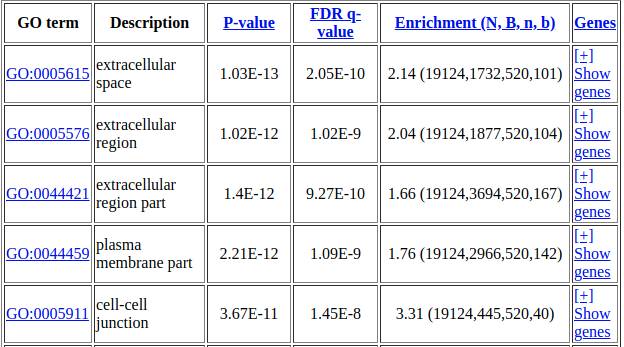 GO term Description P-value FDR q-value Enrichment (N, B, n, b) Genes
GO:0005615 extracellular space 1.03E-13 2.05E-10 2.14 (19124,1732,520,101) [+] Show genes
GO:0005576 extracellular region 1.02E-12 1.02E-9 2.04 (19124,1877,520,104) [+] Show genes
GO:0044421 extracellular region part 1.4E-12 9.27E-10 1.66 (19124,3694,520,167) [+] Show genes
GO:0044459 plasma membrane part 2.21E-12 1.09E-9 1.76 (19124,2966,520,142) [+] Show genes
GO:0005911 cell-cell junction 3.67E-11 1.45E-8 3.31 (19124,445,520,40) [+] Show genes